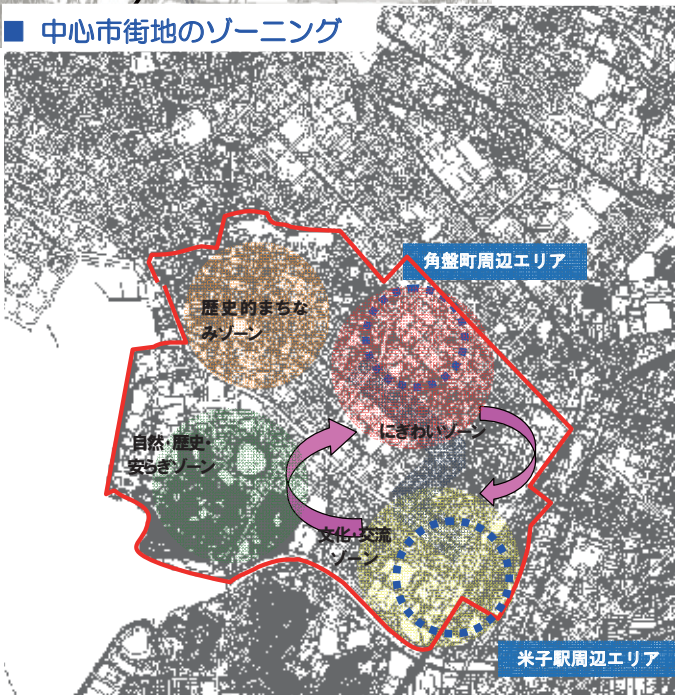 ■ 中心市街地のゾーニング
角盤町周辺エリア
歴史的まちな
みゾーン
にぎわいゾーン
自然・歴史・
安らぎゾーン
文化・交流
ゾーン
米子駅周辺エリア